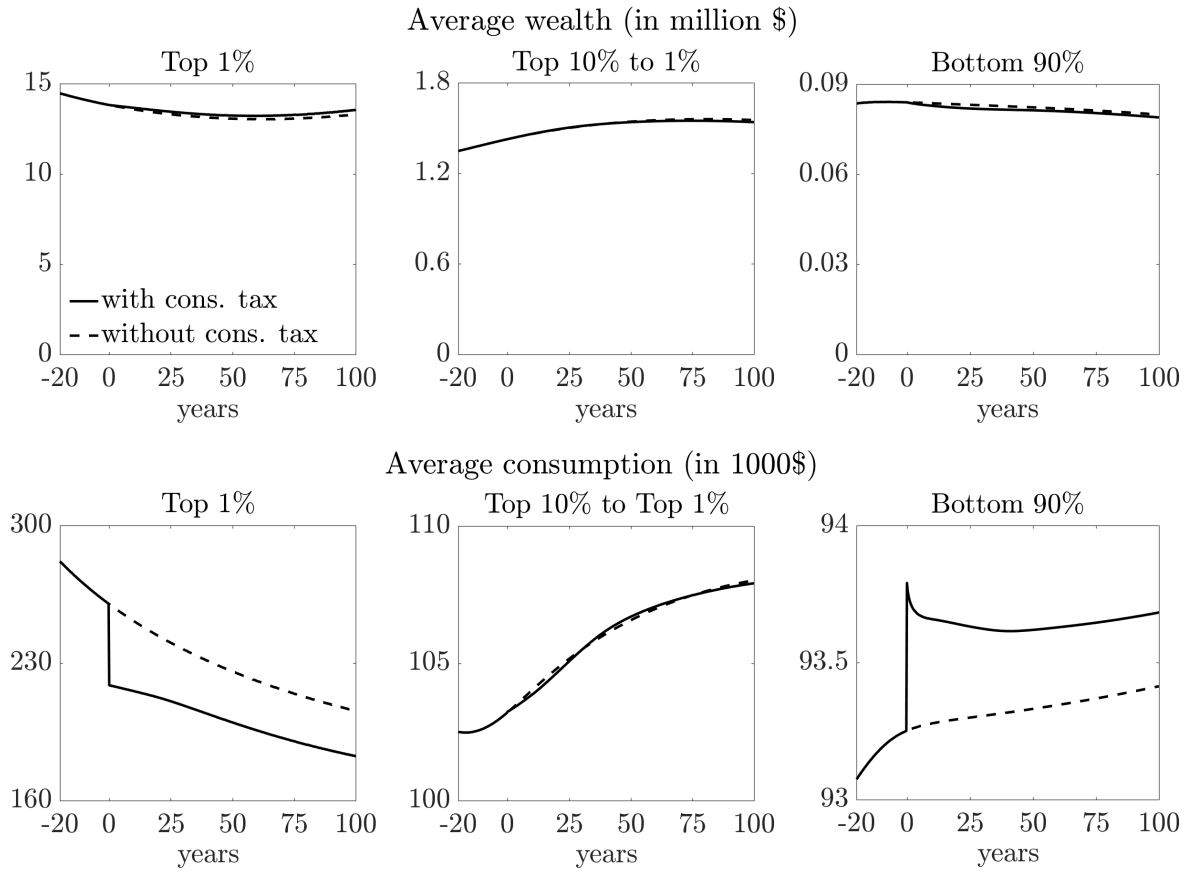 Average wealth (in million $)
Top 1%
Top 10% to 1%
Bottom 90%
15
10
5
0
with cons. tax
without cons. tax
-20 0 25 50 75 100
years
1.8
1.2
0.6
0
-20 0 25 50 75 100
years
0.09
0.06
0.03
0
-20 0 25 50 75 100
years
Average consumption (in 1000$)
Top 1%
Top 10% to Top 1%
Bottom 90%
300
230
160
-20 0 25 50 75 100
years
110
105
100
-20 0 25 50 75 100
years
94
93.5
93
-20 0 25 50 75 100
years